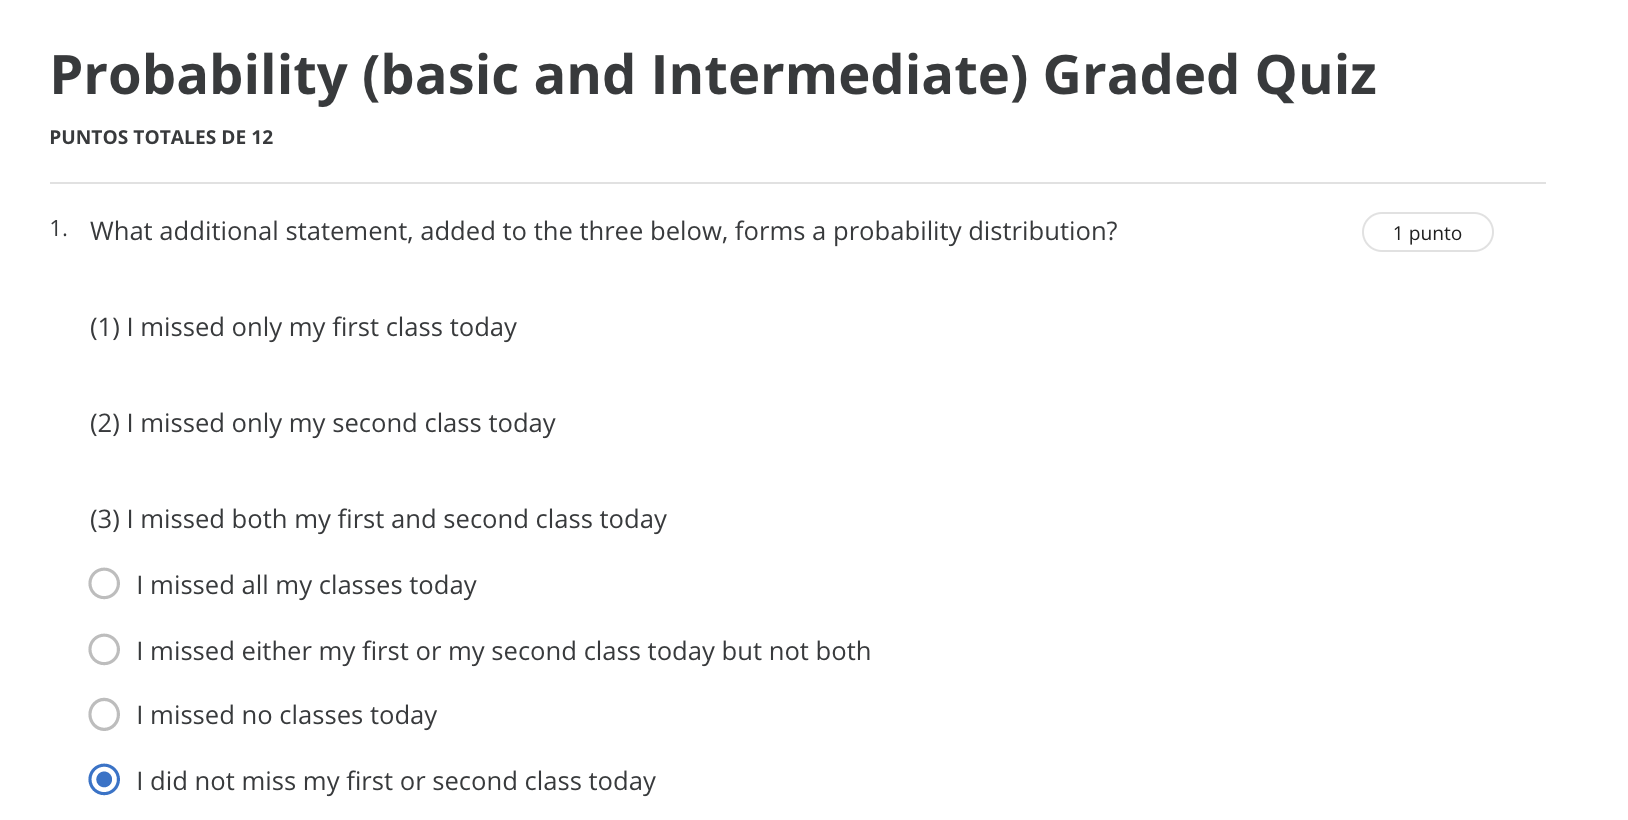 Probability (basic and Intermediate) Graded Quiz
PUNTOS TOTALES DE 12
1. What additional statement, added to the three below, forms a probability distribution?
1 punto
(1) I missed only my first class today
(2) I missed only my second class today
(3) I missed both my first and second class today
I missed all my classes today
I missed either my first or my second class today but not both
I missed no classes today
I did not miss my first or second class today